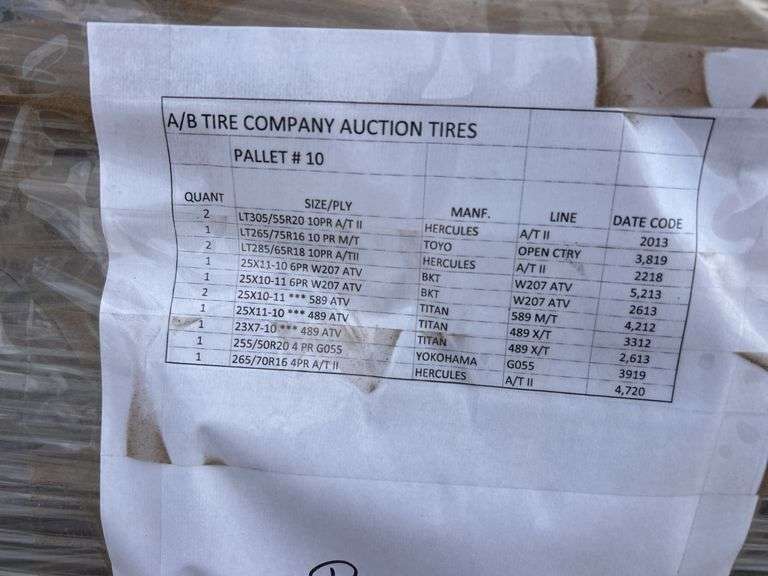 A/B TIRE COMPANY AUCTION TIRES
PALLET # 10
QUANT SIZE/PLY MANF. LINE DATE CODE
2 LT305/55R20 10PR A/T II HERCULES A/T II 2013
1 LT265/75R16 10 PR M/T TOYO OPEN CTRY 3,819
2 LT285/65R18 10PR A/TII HERCULES A/T II 2218
1 25X11-10 6PR W207 ATV BKT W207 ATV 5,213
1 25X10-11 6PR W207 ATV BKT W207 ATV 2613
2 25X10-11 *** 589 ATV TITAN 589 M/T 4,212
1 25X11-10 *** 489 ATV TITAN 489 X/T 3312
1 23X7-10 *** 489 ATV TITAN 489 X/T 2,613
1 255/50R20 4 PR G055 YOKOHAMA G055 3919
1 265/70R16 4PR A/T II HERCULES A/T II 4,720